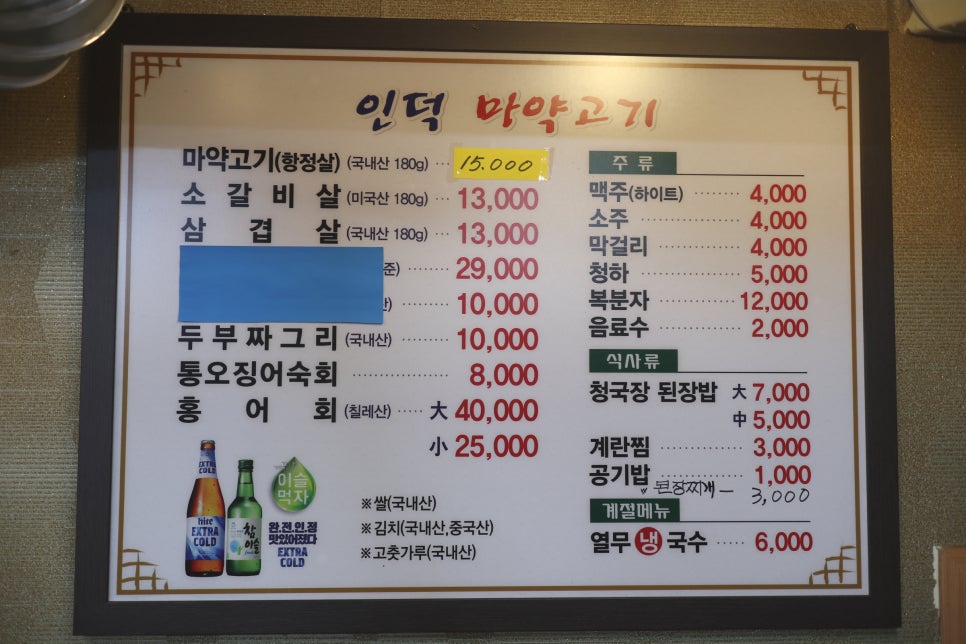 인덕 마약고기
마약고기(항정살) (국내산 180g) ··· 15.000
소갈비살 (미국산 180g) ··· 13,000
삼겹살 (국내산 180g) ··· 13,000
준) ········ 29,000
) ········ 10,000
두부짜그리 (국내산) ········ 10,000
통오징어숙회 ················ 8,000
홍어회 (칠레산) ····· 大 40,000
小 25,000
주류
맥주(하이트) ········ 4,000
소주 ··············· 4,000
막걸리 ············ 4,000
청하 ··············· 5,000
복분자 ············ 12,000
음료수 ············ 2,000
식사류
청국장 된장밥 大 7,000
中 5,000
계란찜 ············ 3,000
공기밥 ············ 1,000
" 된장찌개 – 3,000
계절메뉴
열무 냉 국수 ····· 6,000
EXTRA COLD
hite
EXTRA
COLD
참
이슬
이슬
먹자
완.전.인.정
맛있어졌다
EXTRA
COLD
※쌀(국내산)
※김치(국내산,중국산)
※고춧가루(국내산)